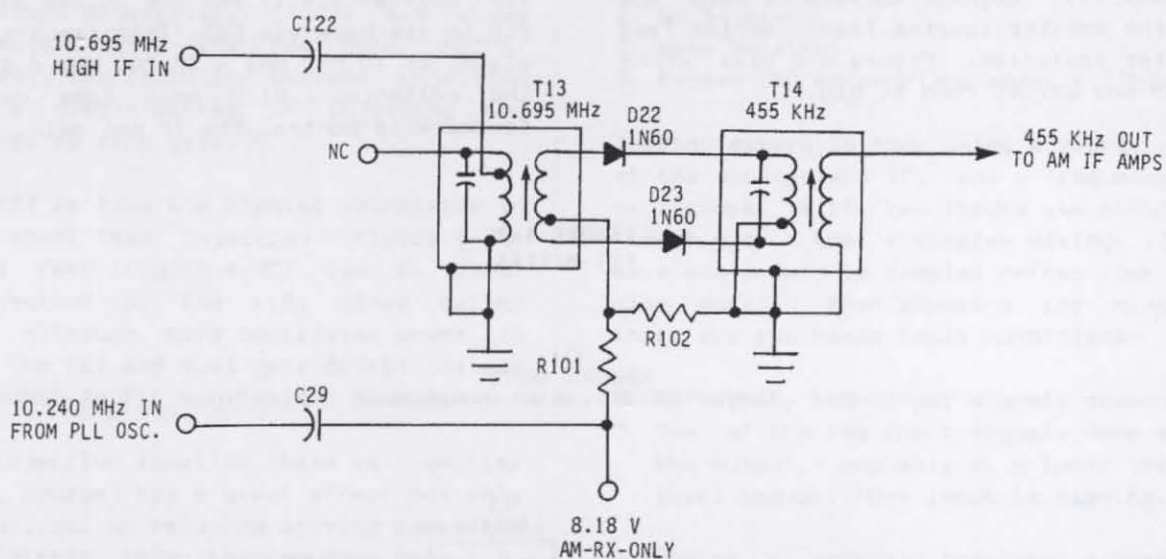 C122
10.695 MHz
HIGH IF IN
T13
10.695 MHz
D22
1N60
T14
455 KHz
455 KHz OUT
TO AM IF AMPS
NC
D23
1N60
R102
R101
10.240 MHz IN
FROM PLL OSC.
C29
8.18 V
AM-RX-ONLY